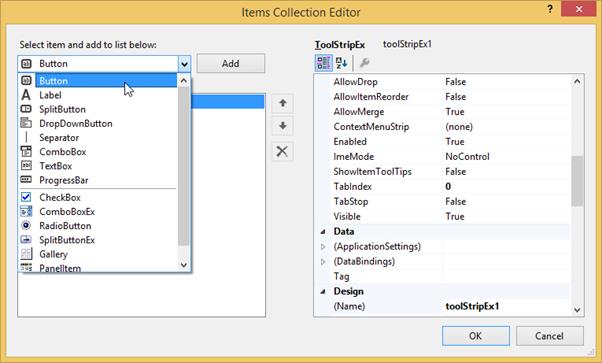 Items Collection Editor
?
Select item and add to list below:
Button
Add
Button
Label
SplitButton
DropDownButton
Separator
ComboBox
TextBox
ProgressBar
CheckBox
ComboBoxEx
RadioButton
SplitButtonEx
Gallery
PanelItem
ToolStripEx toolStripEx1
AllowDrop False
AllowItemReorder False
AllowMerge True
ContextMenuStrip (none)
Enabled True
ImeMode NoControl
ShowItemToolTips False
TabIndex 0
TabStop False
Visible True
Data
(ApplicationSettings)
(DataBindings)
Tag
Design
(Name) toolStripEx1
OK
Cancel